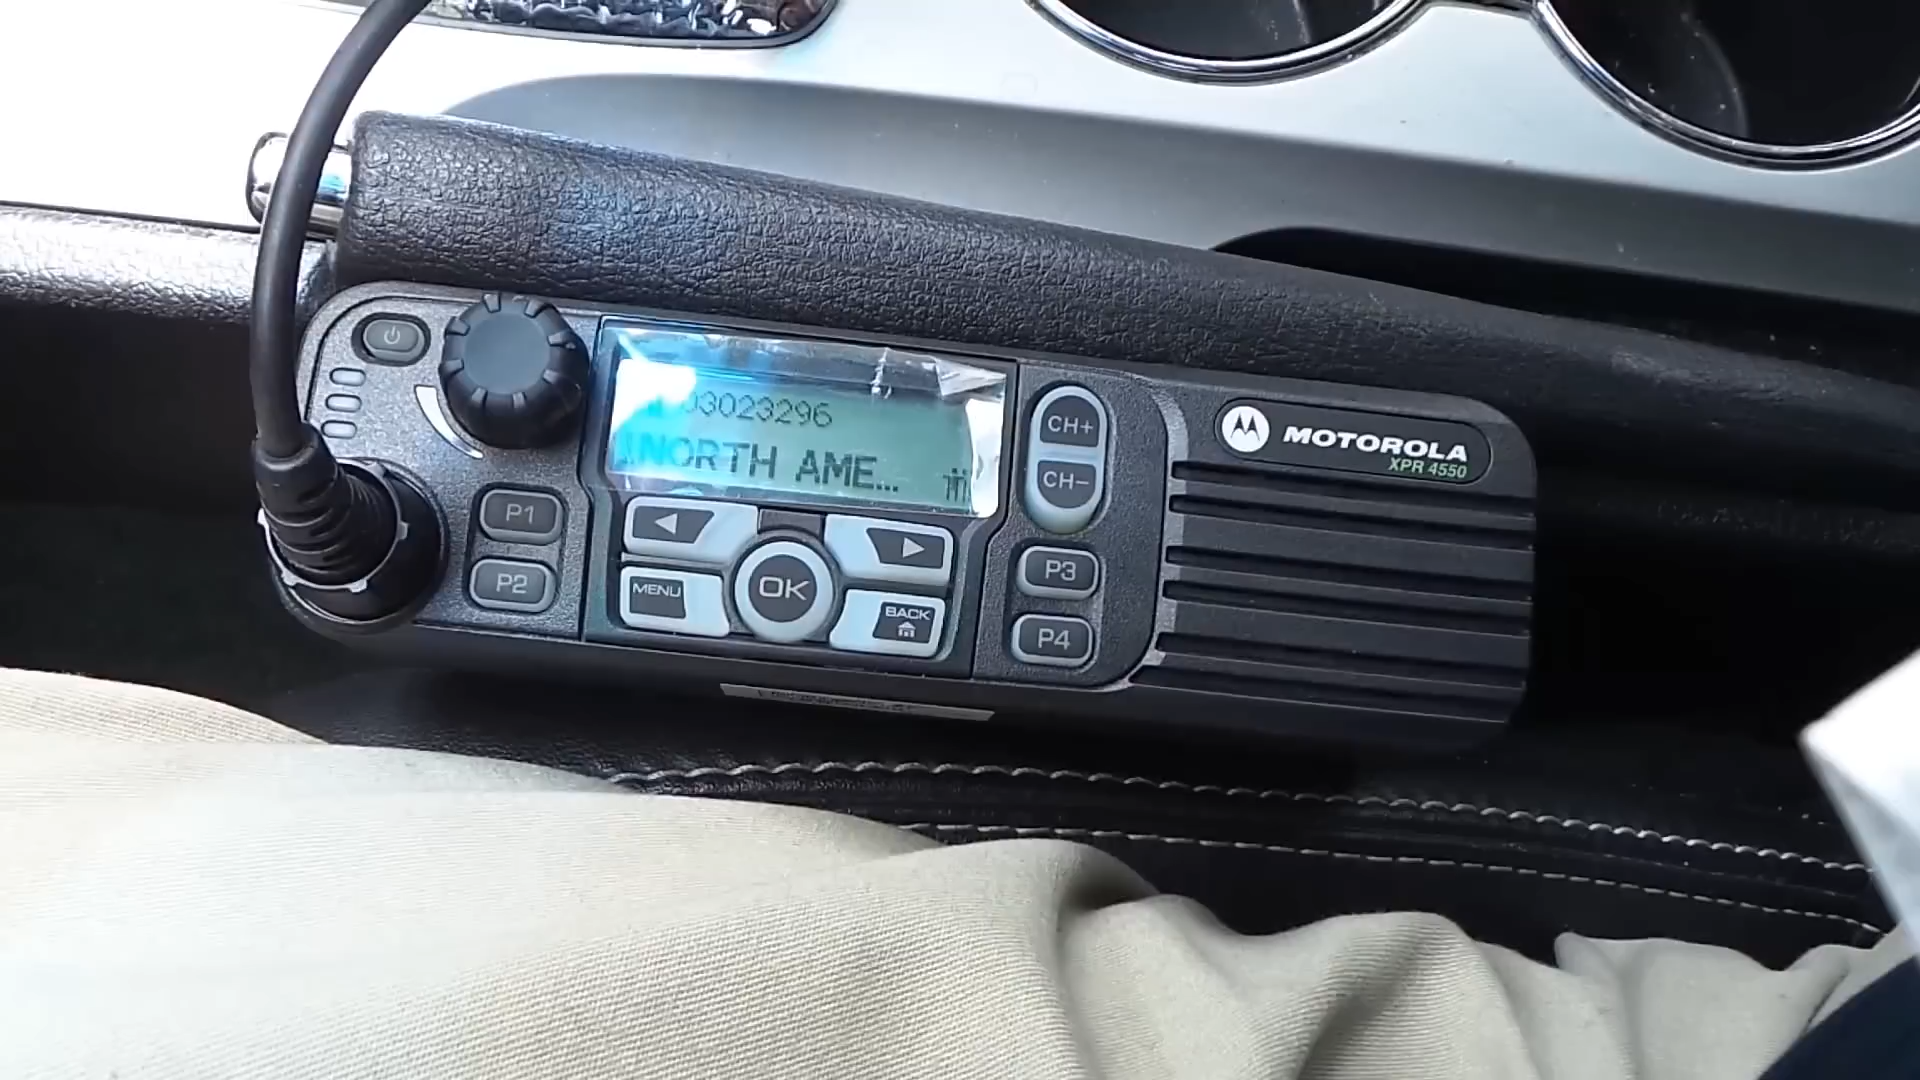 03023296
NORTH AME...
P1
P2
MENU
OK
BACK
CH+
CH-
P3
P4
MOTOROLA
XPR 4550